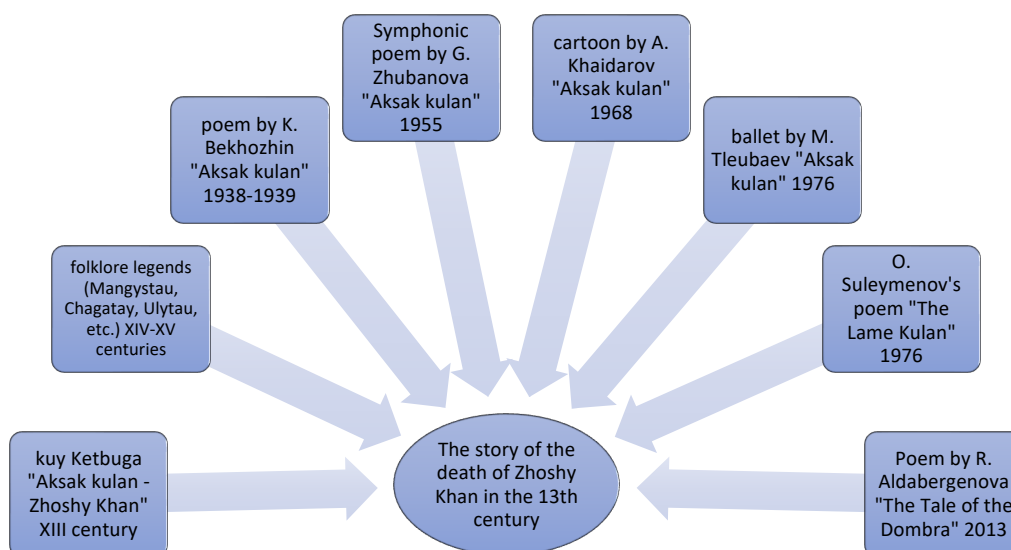 Symphonic
poem by G.
Zhubanova
"Aksak kulan"
1955
cartoon by A.
Khaidarov
"Aksak kulan"
1968
poem by K.
Bekhozhin
"Aksak kulan"
1938-1939
ballet by M.
Tleubaev "Aksak
kulan" 1976
folklore legends
(Mangystau,
Chagatay, Ulytau,
etc.) XIV-XV
centuries
O.
Suleymenov's
poem "The
Lame Kulan"
1976
kuy Ketbuga
"Aksak kulan -
Zhoshy Khan"
XIII century
The story of the
death of Zhoshy
Khan in the 13th
century
Poem by R.
Aldabergenova
"The Tale of the
Dombra" 2013